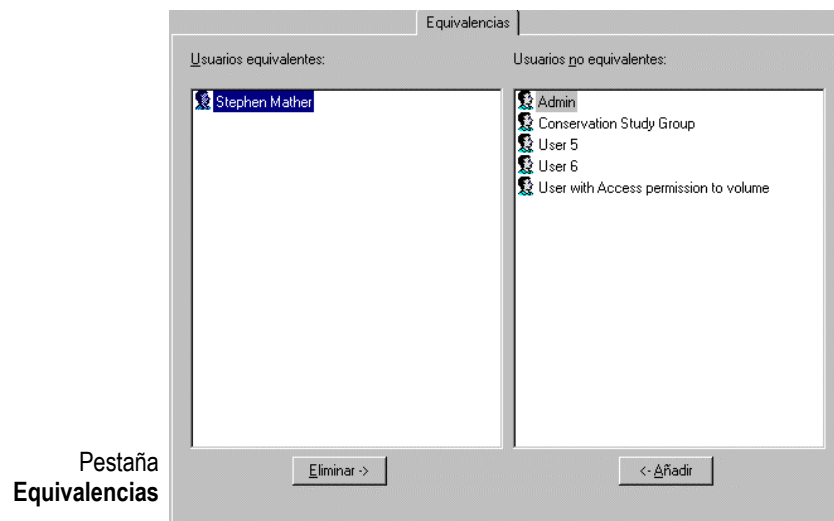 Equivalencias
Usuarios equivalentes:
Usuarios no equivalentes:
Stephen Mather
Admin
Conservation Study Group
User 5
User 6
User with Access permission to volume
Eliminar ->
<- Añadir
Pestaña
Equivalencias